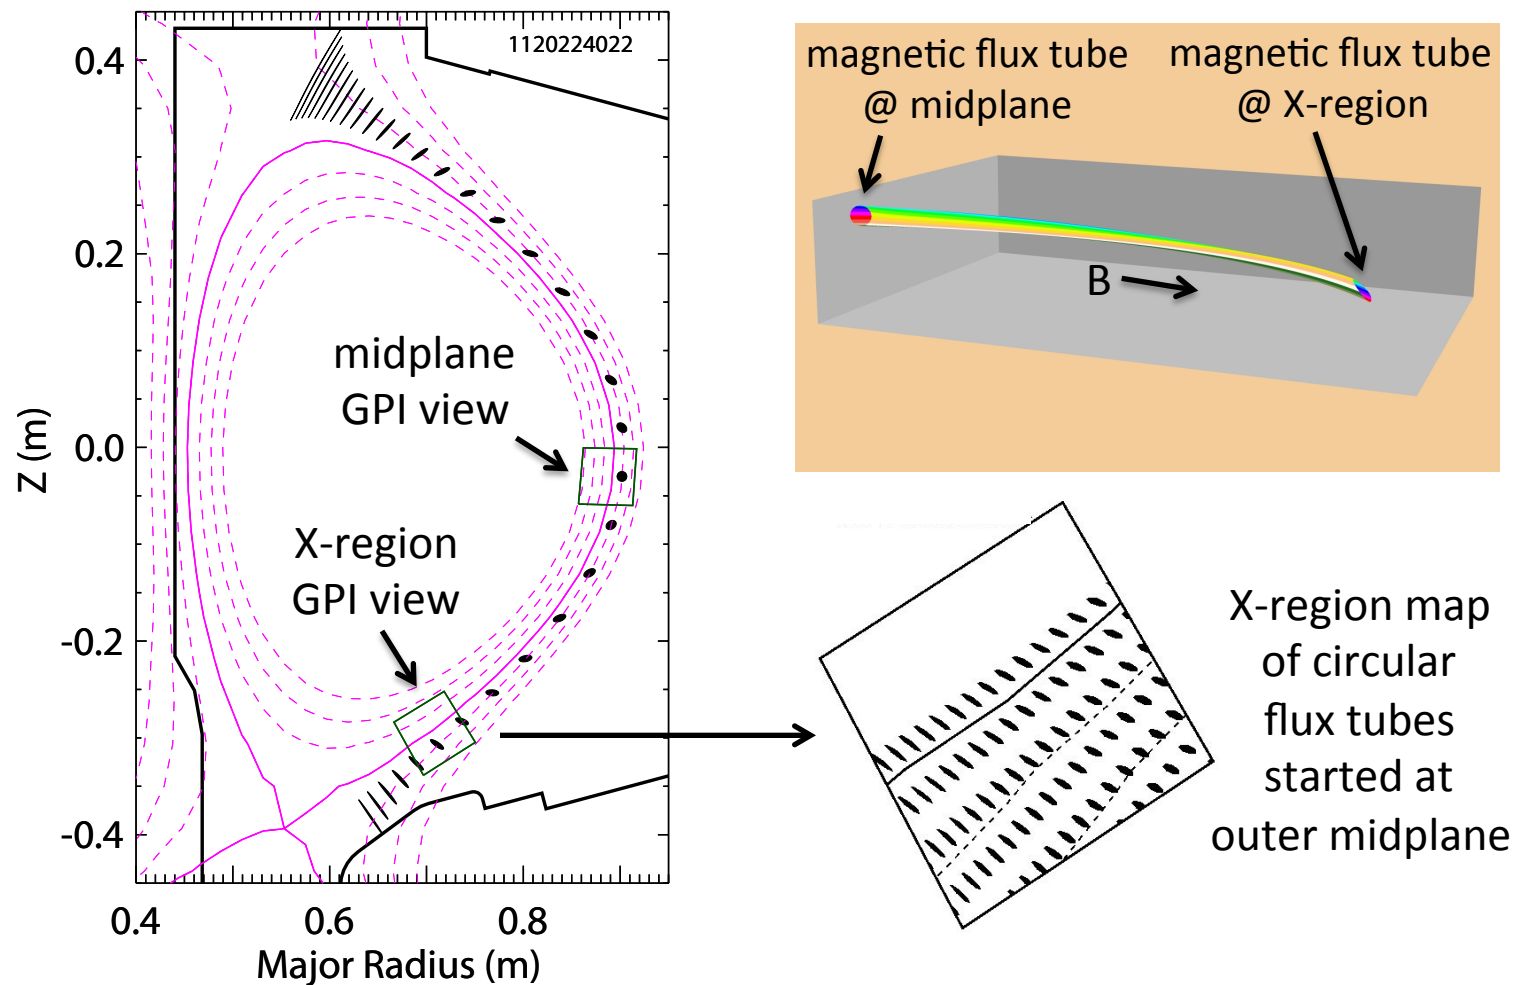 1120224022
0.4
0.2
0.0
-0.2
-0.4
Z (m)
midplane
GPI view
X-region
GPI view
0.4
0.6
0.8
Major Radius (m)
magnetic flux tube
@ midplane
magnetic flux tube
@ X-region
B
X-region map
of circular
flux tubes
started at
outer midplane